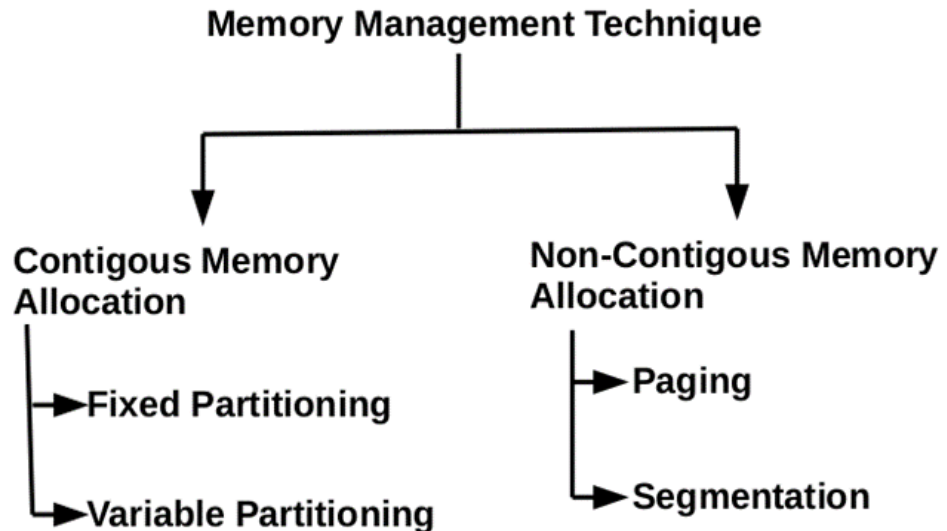 Memory Management Technique
Contigous Memory
Allocation
Fixed Partitioning
Variable Partitioning
Non-Contigous Memory
Allocation
Paging
Segmentation